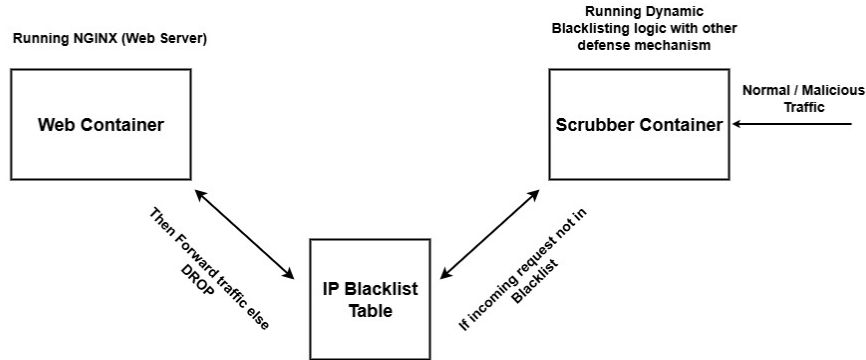 Running NGINX (Web Server)
Web Container
Running Dynamic
Blacklisting logic with other
defense mechanism
Scrubber Container
Normal / Malicious
Traffic
Then Forward traffic else
DROP
IP Blacklist
Table
If incoming request not in
Blacklist